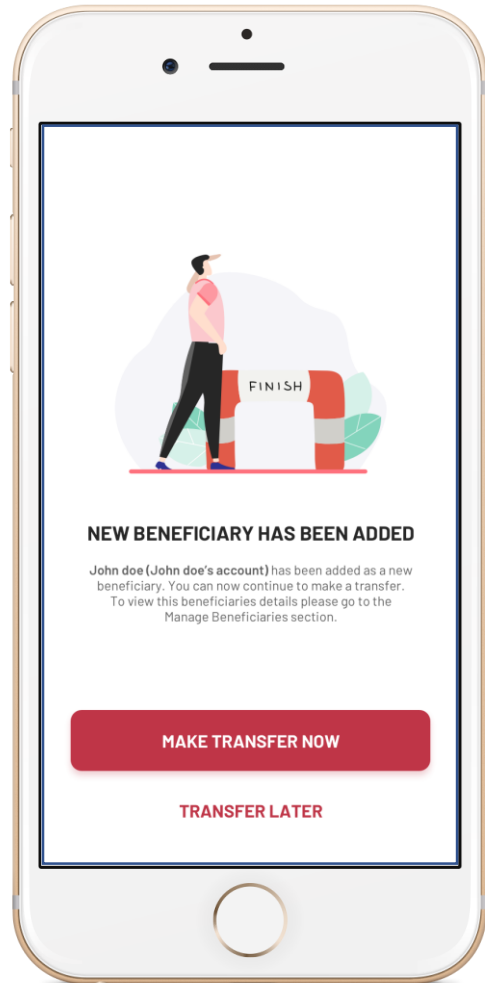 FINISH
NEW BENEFICIARY HAS BEEN ADDED
John doe (John doe's account) has been added as a new
beneficiary. You can now continue to make a transfer.
To view this beneficiaries details please go to the
Manage Beneficiaries section.
MAKE TRANSFER NOW
TRANSFER LATER